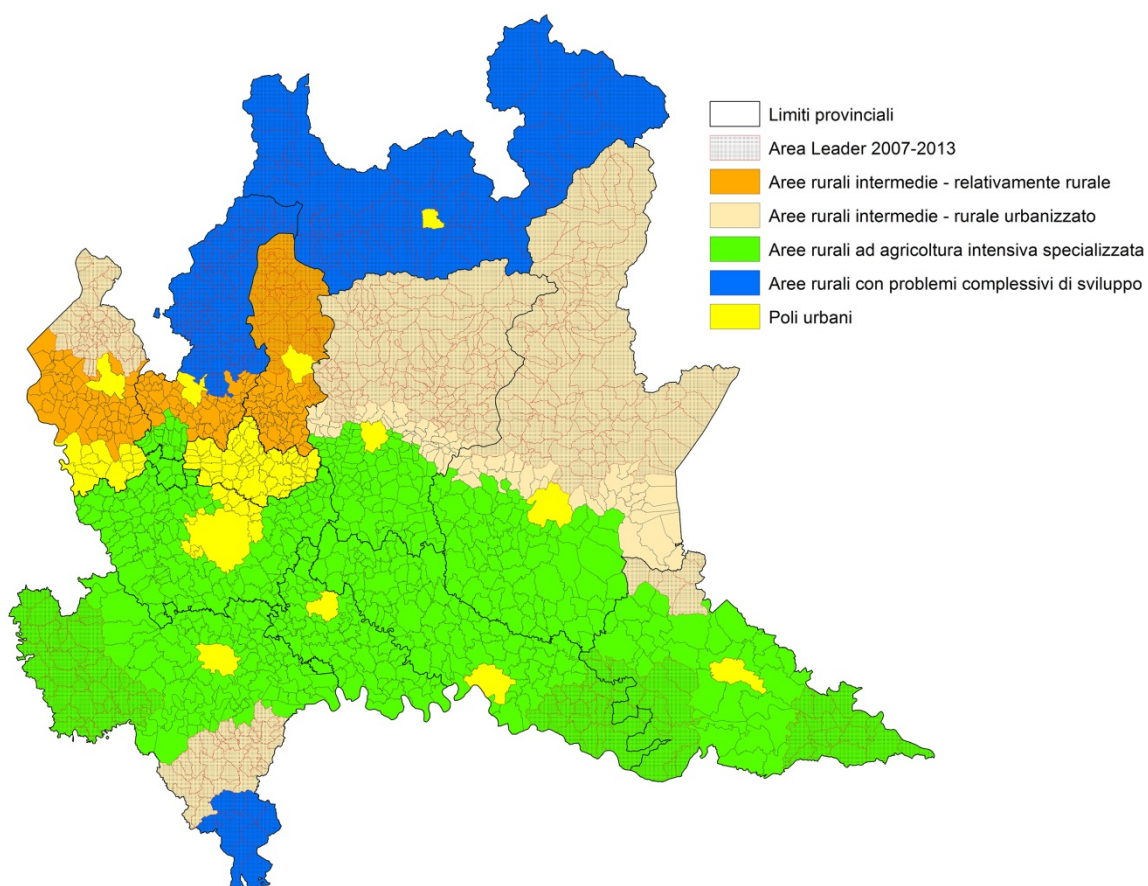 Limiti provinciali
Area Leader 2007-2013
Aree rurali intermedie - relativamente rurale
Aree rurali intermedie - rurale urbanizzato
Aree rurali ad agricoltura intensiva specializzata
Aree rurali con problemi complessivi di sviluppo
Poli urbani